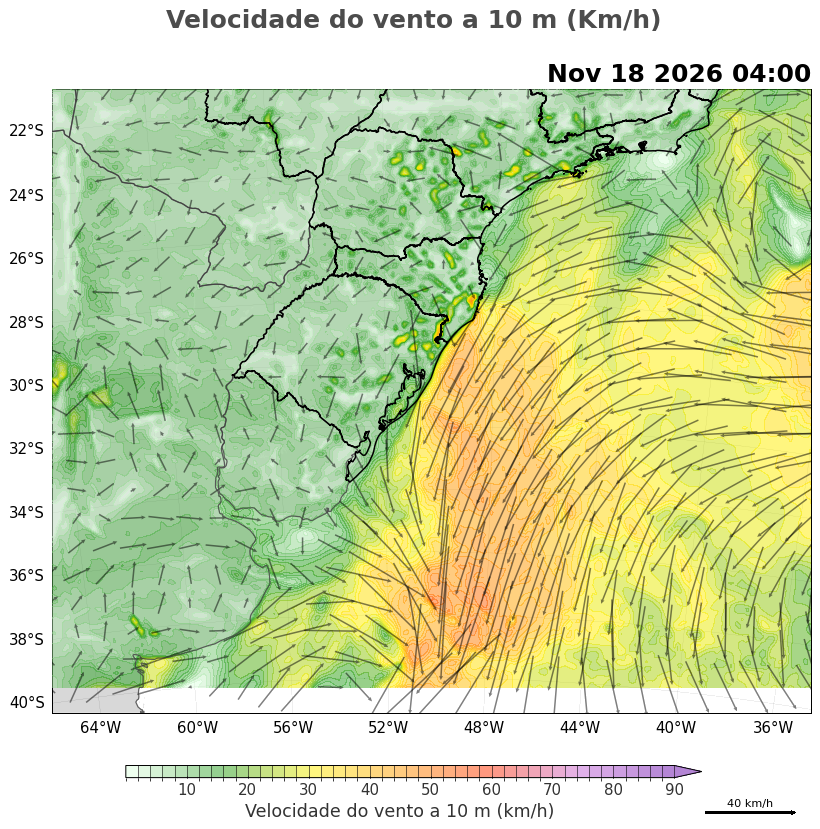 Velocidade do vento a 10 m (Km/h)
Nov 18 2026 04:00
22°S
24°S
26°S
28°S
30°S
32°S
34°S
36°S
38°S
40°S
64°W 60°W 56°W 52°W 48°W 44°W 40°W 36°W
10 20 30 40 50 60 70 80 90
Velocidade do vento a 10 m (km/h)
40 km/h